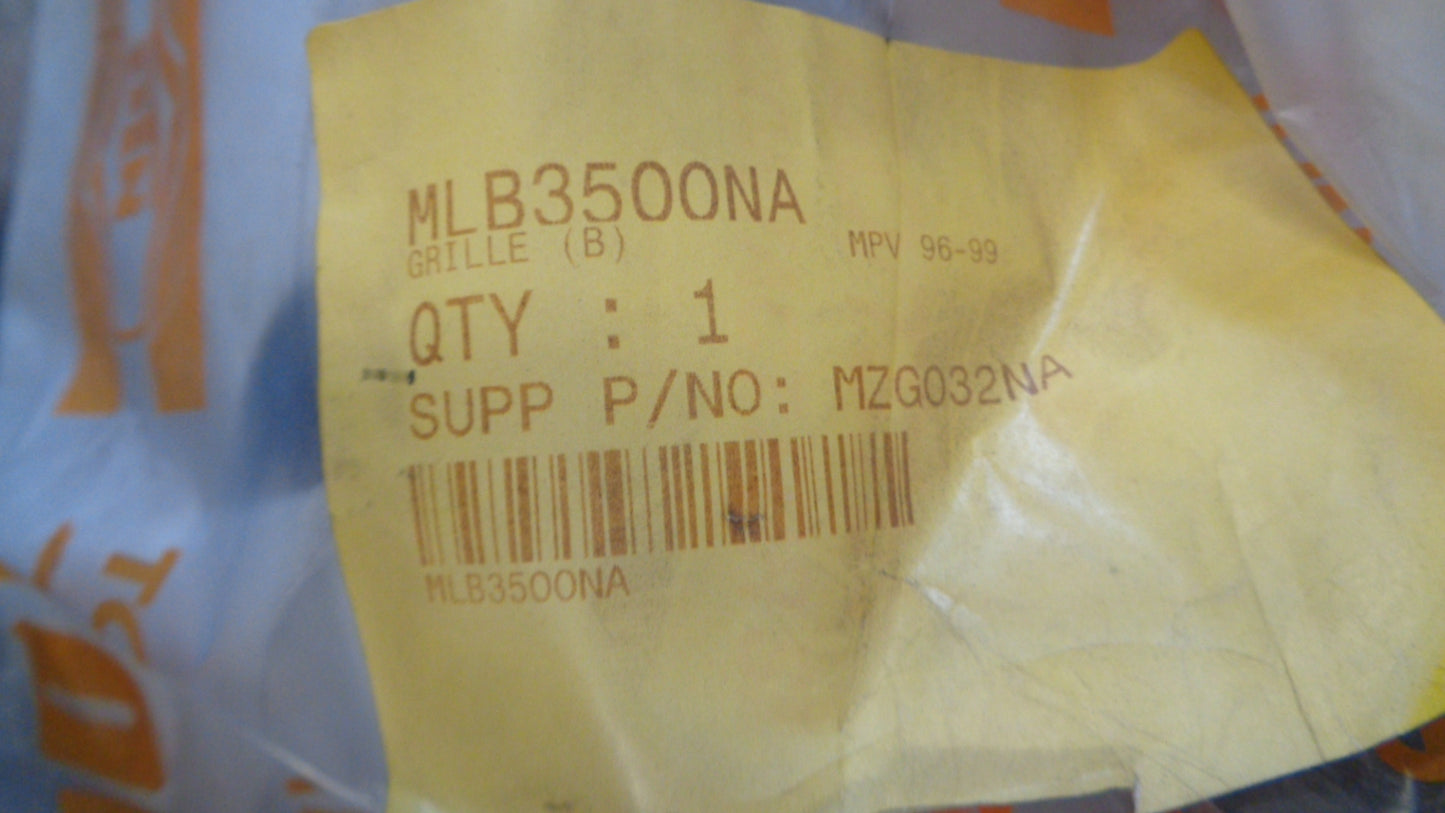 MLB3500NA
GRILLE (B) MPV 96-99
QTY : 1
SUPP P/NO: MZG032NA
MLB3500NA